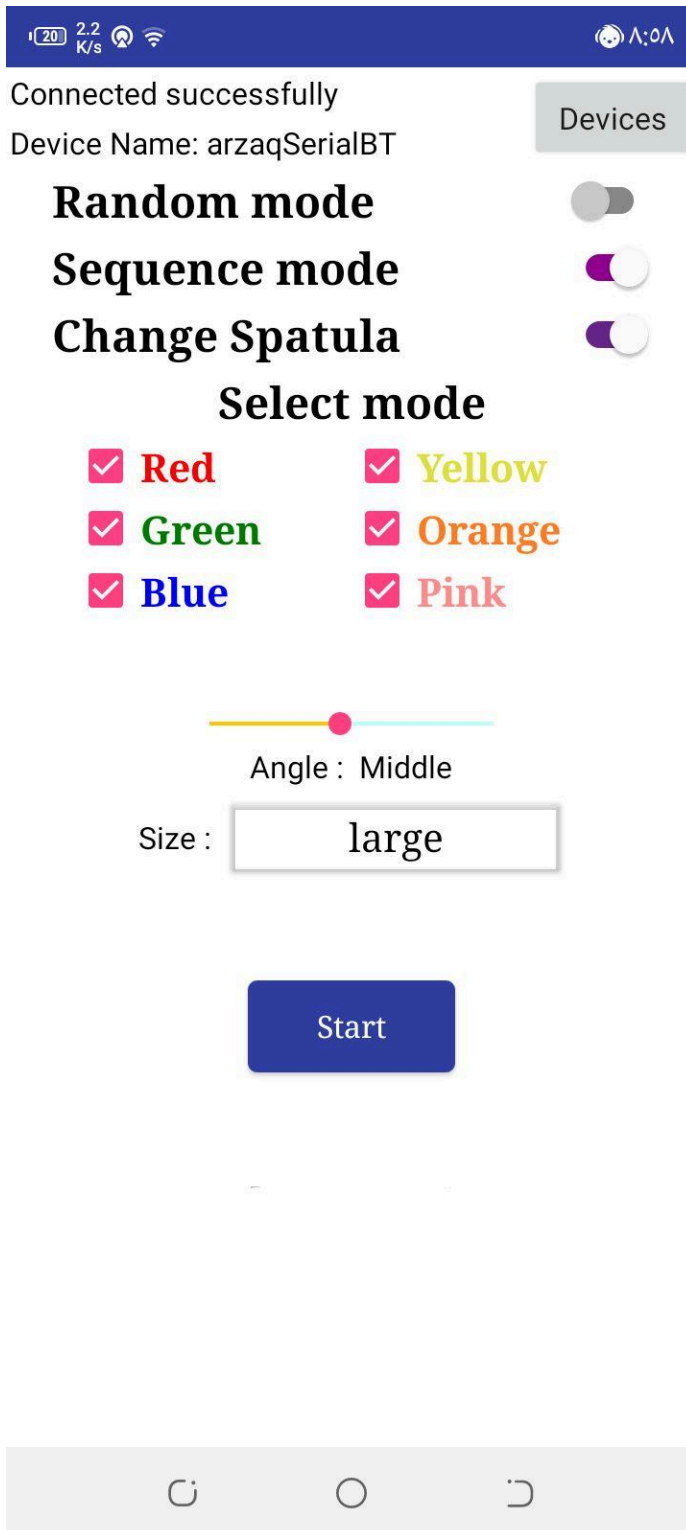 20 2.2 K/s ٨:٥٨
Connected successfully
Devices
Device Name: arzaqSerialBT
Random mode
Sequence mode
Change Spatula
Select mode
Red Yellow
Green Orange
Blue Pink
Angle : Middle
Size : large
Start